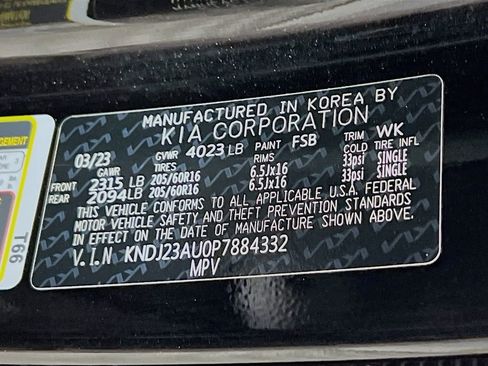 MANUFACTURED IN KOREA BY
KIA CORPORATION
03/23 GVWR 4023 LB PAINT FSB TRIM WK
GAWR TIRES RIMS COLD TIRE INFL
FRONT 2315 LB 205/60R16 6.5Jx16 33psi SINGLE
REAR 2094 LB 205/60R16 6.5Jx16 33psi SINGLE
THIS VEHICLE CONFORMS TO ALL APPLICABLE U.S.A. FEDERAL
MOTOR VEHICLE SAFETY AND THEFT PREVENTION STANDARDS
IN EFFECT ON THE DATE OF MANUFACTURE SHOWN ABOVE.
V.I.N KNDJ23AU0P7884332
MPV
T66